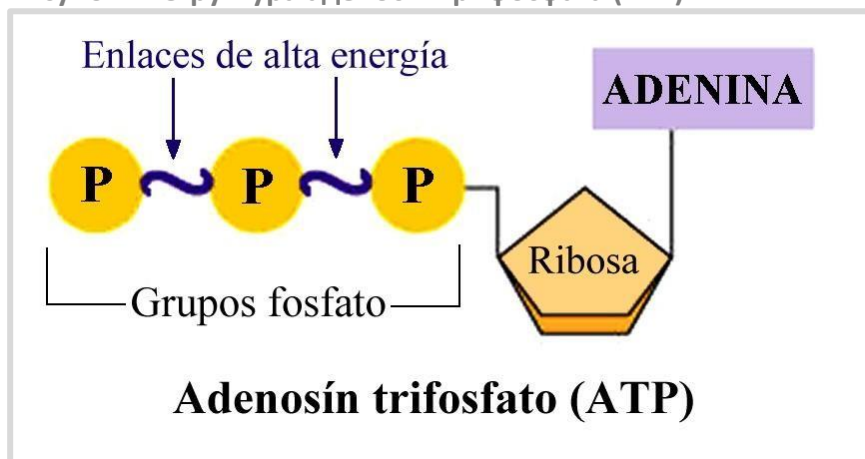 Enlaces de alta energía
ADENINA
P P P
Ribosa
Grupos fosfato
Adenosín trifosfato (ATP)